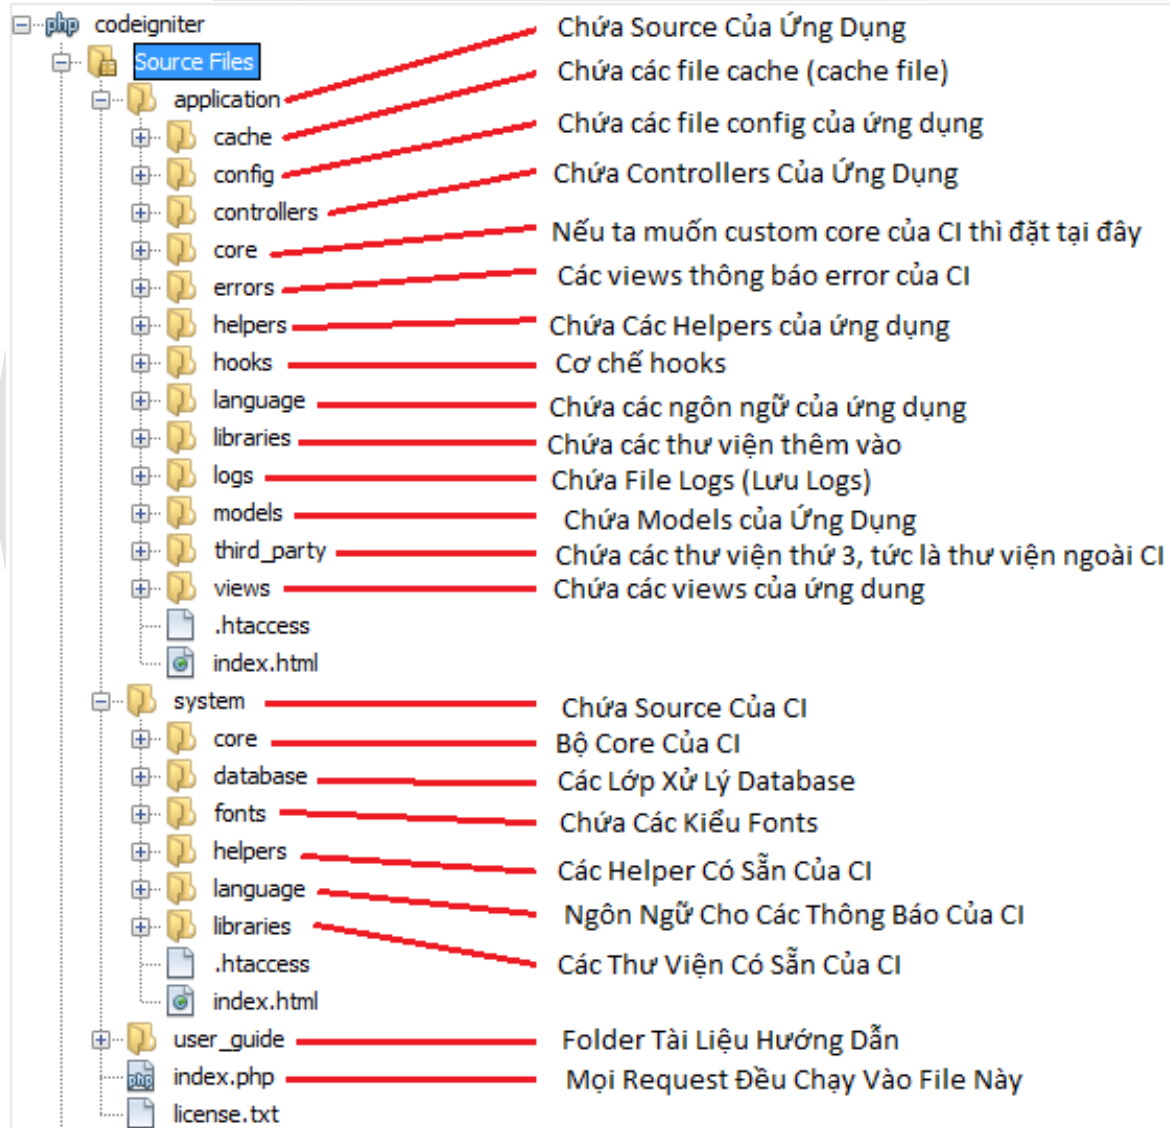 codeigniter Chứa Source Của Ứng Dụng
Source Files Chứa các file cache (cache file)
application
cache Chứa các file config của ứng dụng
config Chứa Controllers Của Ứng Dụng
controllers
core Nếu ta muốn custom core của CI thì đặt tại đây
errors Các views thông báo error của CI
helpers Chứa Các Helpers của ứng dụng
hooks Cơ chế hooks
language Chứa các ngôn ngữ của ứng dụng
libraries Chứa các thư viện thêm vào
logs Chứa File Logs (Lưu Logs)
models Chứa Models của Ứng Dụng
third_party Chứa các thư viện thứ 3, tức là thư viện ngoài CI
views Chứa các views của ứng dung
.htaccess
index.html
system Chứa Source Của CI
core Bộ Core Của CI
database Các Lớp Xử Lý Database
fonts Chứa Các Kiểu Fonts
helpers Các Helper Có Sẵn Của CI
language Ngôn Ngữ Cho Các Thông Báo Của CI
libraries
.htaccess Các Thư Viện Có Sẵn Của CI
index.html
user_guide Folder Tài Liệu Hướng Dẫn
php index.php Mọi Request Đều Chạy Vào File Này
license.txt